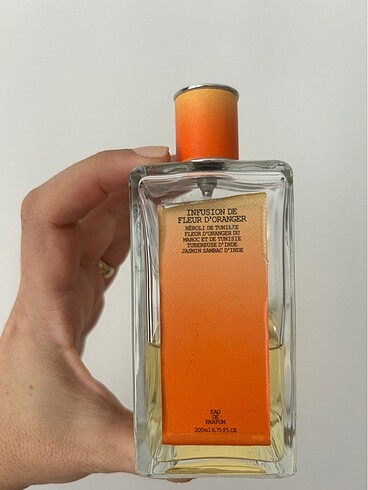 INFUSION DE
FLEUR D'ORANGER
NÉROLI DE TUNISIE
FLEUR D'ORANGER DU
MAROC ET DE TUNISIE
TUBEREUSE D'INDE
JASMIN SAMBAC D'INDE
EAU
DE
PARFUM
200ml 6.75 FL.OZ